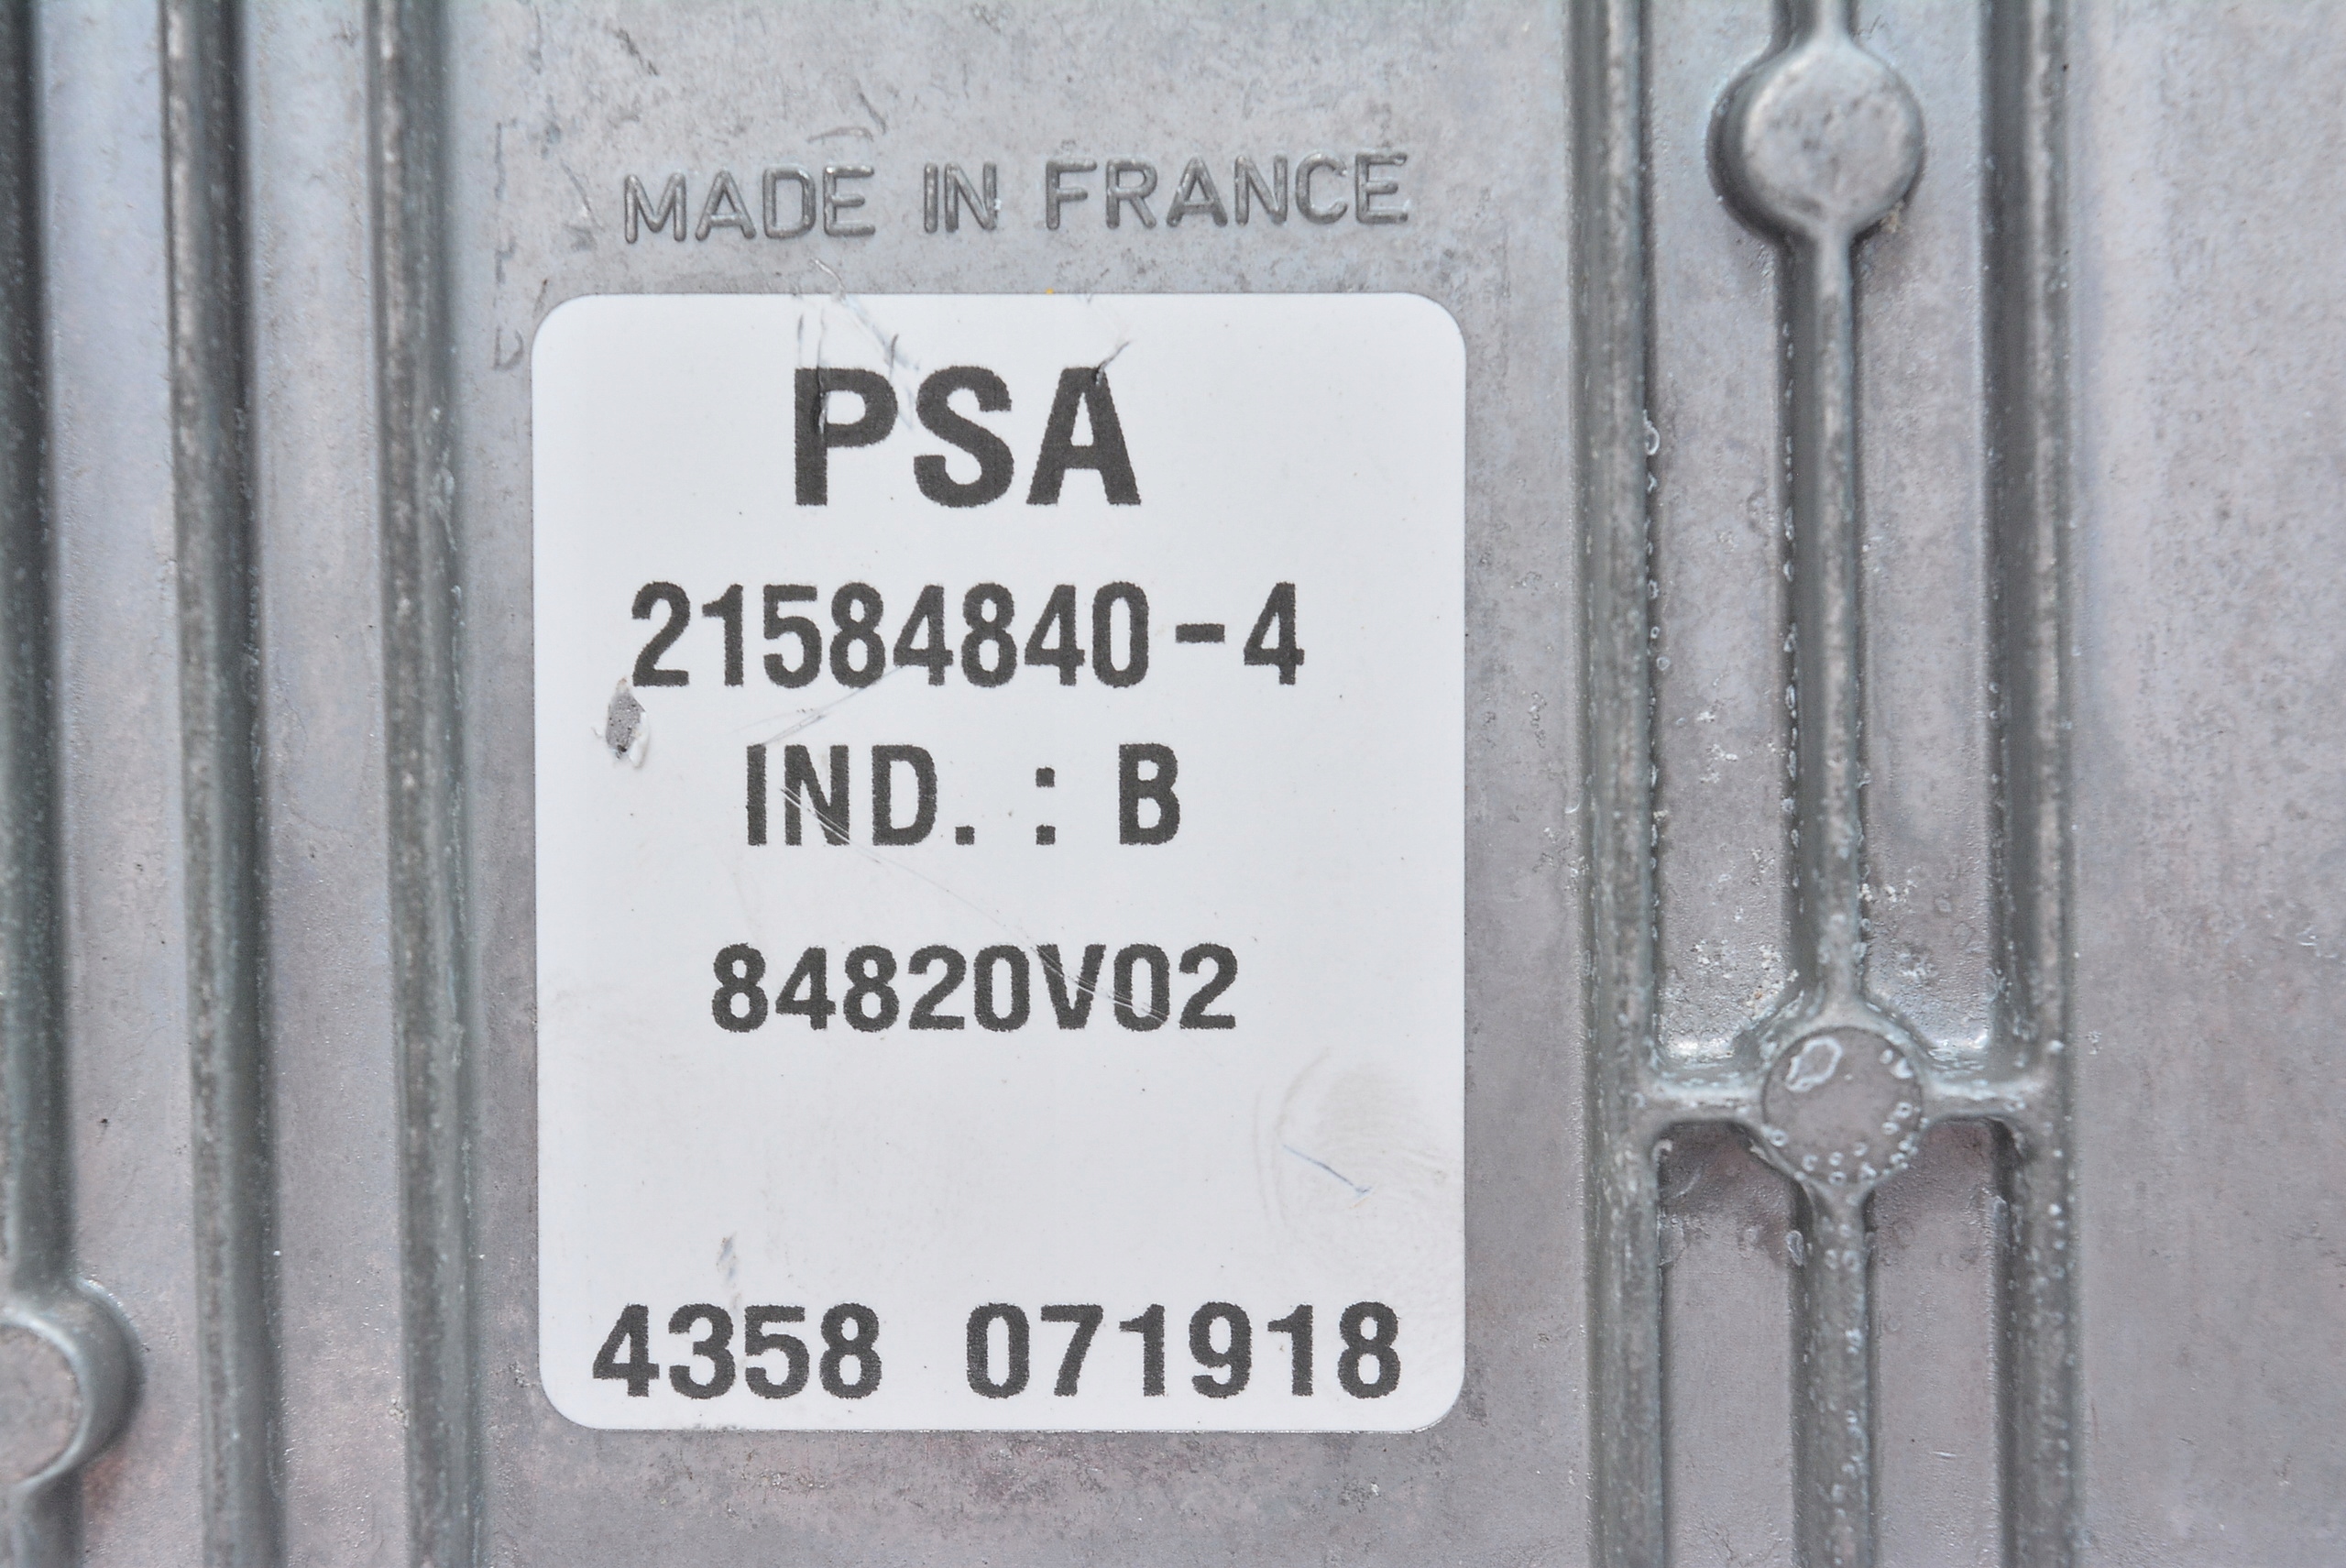 MADE IN FRANCE
PSA
21584840-4
IND. : B
84820V02
4358 071918